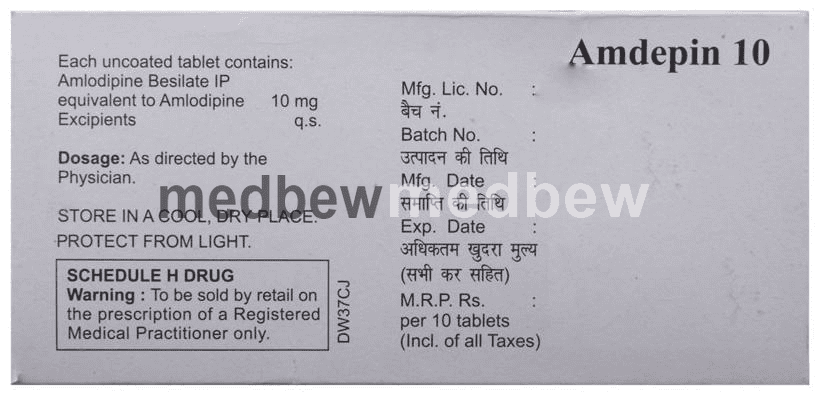 Amdepin 10
Each uncoated tablet contains:
Amlodipine Besilate IP
equivalent to Amlodipine 10 mg
Excipients q.s.
Dosage: As directed by the
Physician.
STORE IN A COOL, DRY PLACE.
PROTECT FROM LIGHT.
SCHEDULE H DRUG
Warning : To be sold by retail on
the prescription of a Registered
Medical Practitioner only.
DW37CJ
Mfg. Lic. No. :
बैच नं.
Batch No. :
उत्पादन की तिथि
Mfg. Date :
समाप्ति की तिथि
Exp. Date :
अधिकतम खुदरा मुल्य
(सभी कर सहित)
M.R.P. Rs. :
per 10 tablets
(Incl. of all Taxes)
medbewmedbew